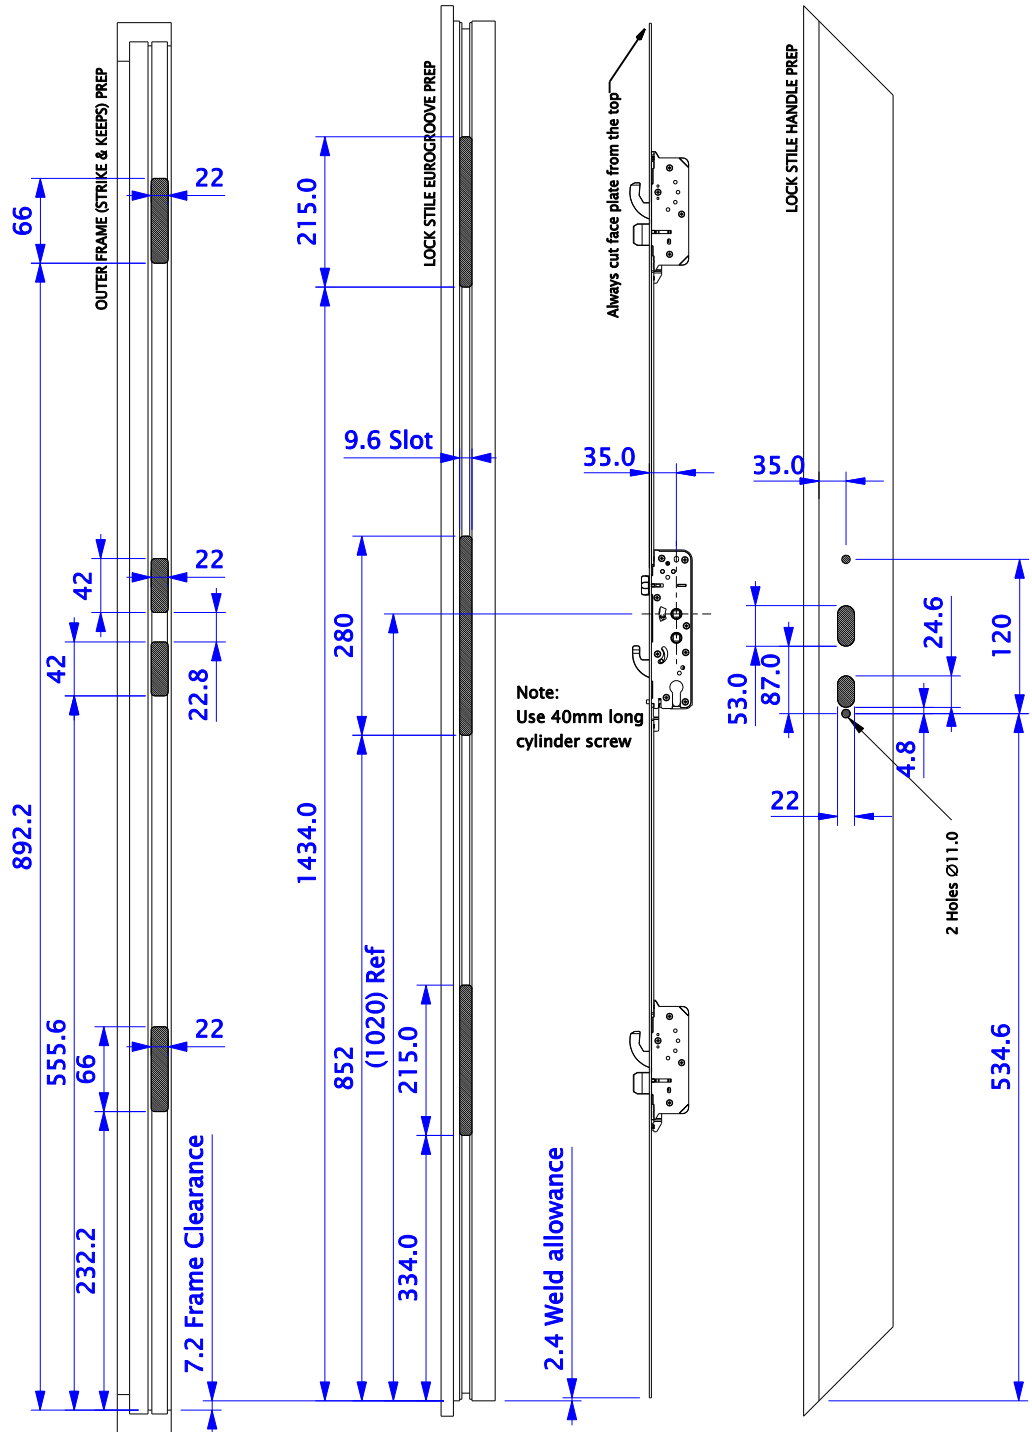 OUTER FRAME (STRIKE & KEEPS) PREP
66
22
892.2
42
22
42
22.8
555.6
66
22
232.2
7.2 Frame Clearance
LOCK STILE EUROGROOVE PREP
215.0
9.6 Slot
280
1434.0
(1020) Ref
852
215.0
334.0
Always cut face plate from the top
35.0
Note:
Use 40mm long
cylinder screw
2.4 Weld allowance
LOCK STILE HANDLE PREP
35.0
24.6
120
53.0
87.0
4.8
22
2 Holes Ø11.0
534.6